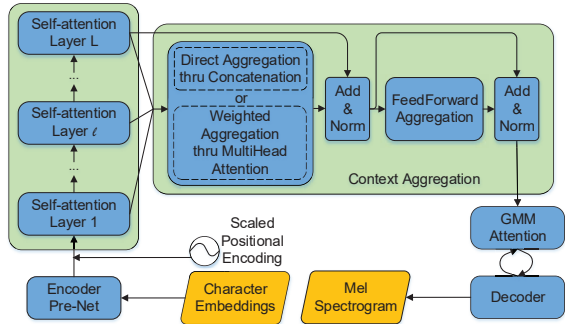 Self-attention
Layer L
...
Self-attention
Layer ℓ
...
Self-attention
Layer 1
Direct Aggregation
thru Concatenation
or
Weighted
Aggregation
thru MultiHead
Attention
Add
&
Norm
FeedForward
Aggregation
Add
&
Norm
Context Aggregation
Scaled
Positional
Encoding
GMM
Attention
Encoder
Pre-Net
Character
Embeddings
Mel
Spectrogram
Decoder